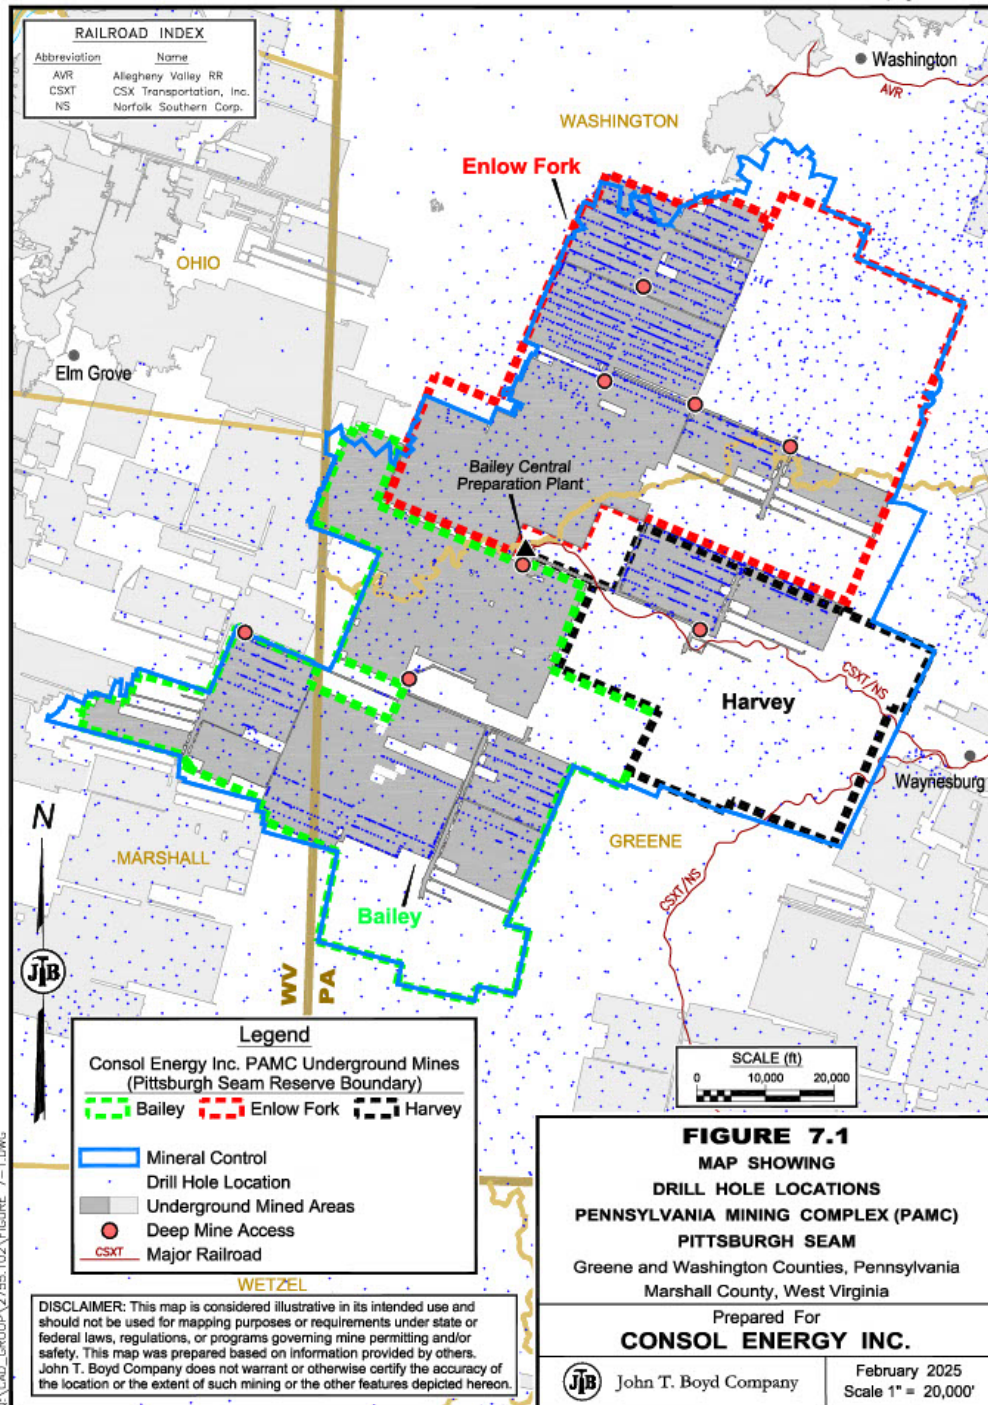 RAILROAD INDEX
Abbreviation Name
AVR Allegheny Valley RR
CSXT CSX Transportation, Inc.
NS Norfolk Southern Corp.
Washington
AVR
WASHINGTON
Enlow Fork
OHIO
Elm Grove
Bailey Central
Preparation Plant
CSXT/NS
Harvey
Waynesburg
GREENE
MARSHALL
CSXT/NS
Bailey
N
JTB
WV
PA
Legend
Consol Energy Inc. PAMC Underground Mines
(Pittsburgh Seam Reserve Boundary)
Bailey Enlow Fork Harvey
Mineral Control
Drill Hole Location
Underground Mined Areas
Deep Mine Access
CSXT Major Railroad
SCALE (ft)
0 10,000 20,000
WETZEL
DISCLAIMER: This map is considered illustrative in its intended use and
should not be used for mapping purposes or requirements under state or
federal laws, regulations, or programs governing mine permitting and/or
safety. This map was prepared based on information provided by others.
John T. Boyd Company does not warrant or otherwise certify the accuracy of
the location or the extent of such mining or the other features depicted hereon.
FIGURE 7.1
MAP SHOWING
DRILL HOLE LOCATIONS
PENNSYLVANIA MINING COMPLEX (PAMC)
PITTSBURGH SEAM
Greene and Washington Counties, Pennsylvania
Marshall County, West Virginia
Prepared For
CONSOL ENERGY INC.
JTB John T. Boyd Company
February 2025
Scale 1" = 20,000'